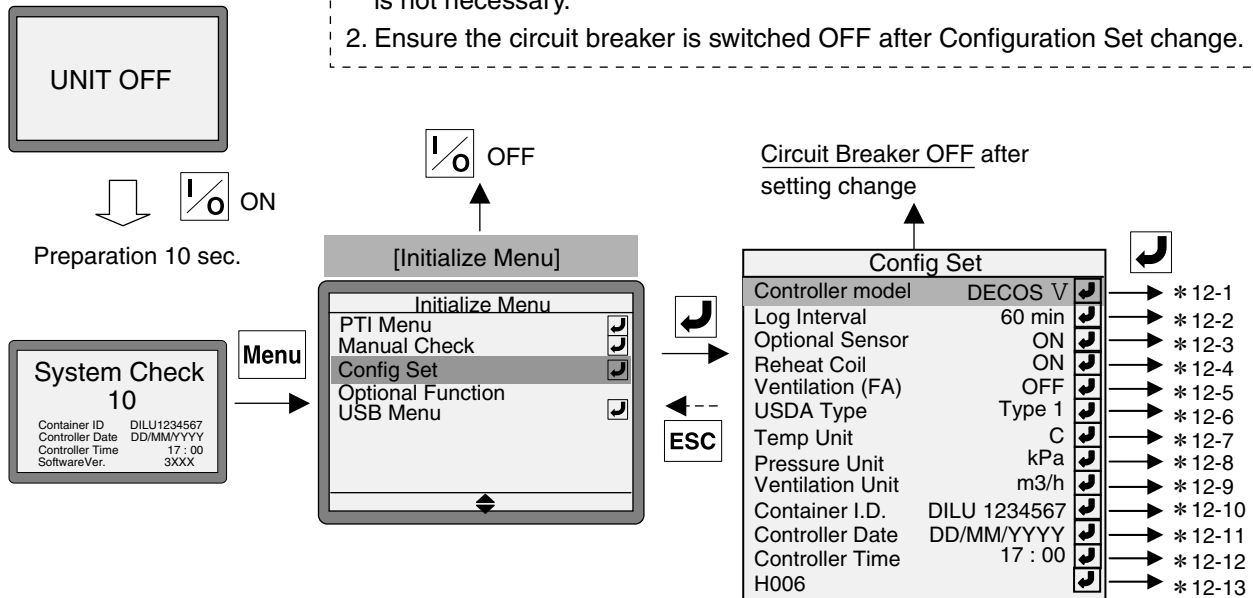 is not necessary.
2. Ensure the circuit breaker is switched OFF after Configuration Set change.
UNIT OFF
I/O ON
Preparation 10 sec.
System Check
10
Container ID DILU1234567
Controller Date DD/MM/YYYY
Controller Time 17 : 00
SoftwareVer. 3XXX
Menu
I/O OFF
[Initialize Menu]
Initialize Menu
PTI Menu
Manual Check
Config Set
Optional Function
USB Menu
ESC
Circuit Breaker OFF after
setting change
Config Set
Controller model DECOS V ＊12-1
Log Interval 60 min ＊12-2
Optional Sensor ON ＊12-3
Reheat Coil ON ＊12-4
Ventilation (FA) OFF ＊12-5
USDA Type Type 1 ＊12-6
Temp Unit C ＊12-7
Pressure Unit kPa ＊12-8
Ventilation Unit m3/h ＊12-9
Container I.D. DILU 1234567 ＊12-10
Controller Date DD/MM/YYYY ＊12-11
Controller Time 17 : 00 ＊12-12
H006 ＊12-13